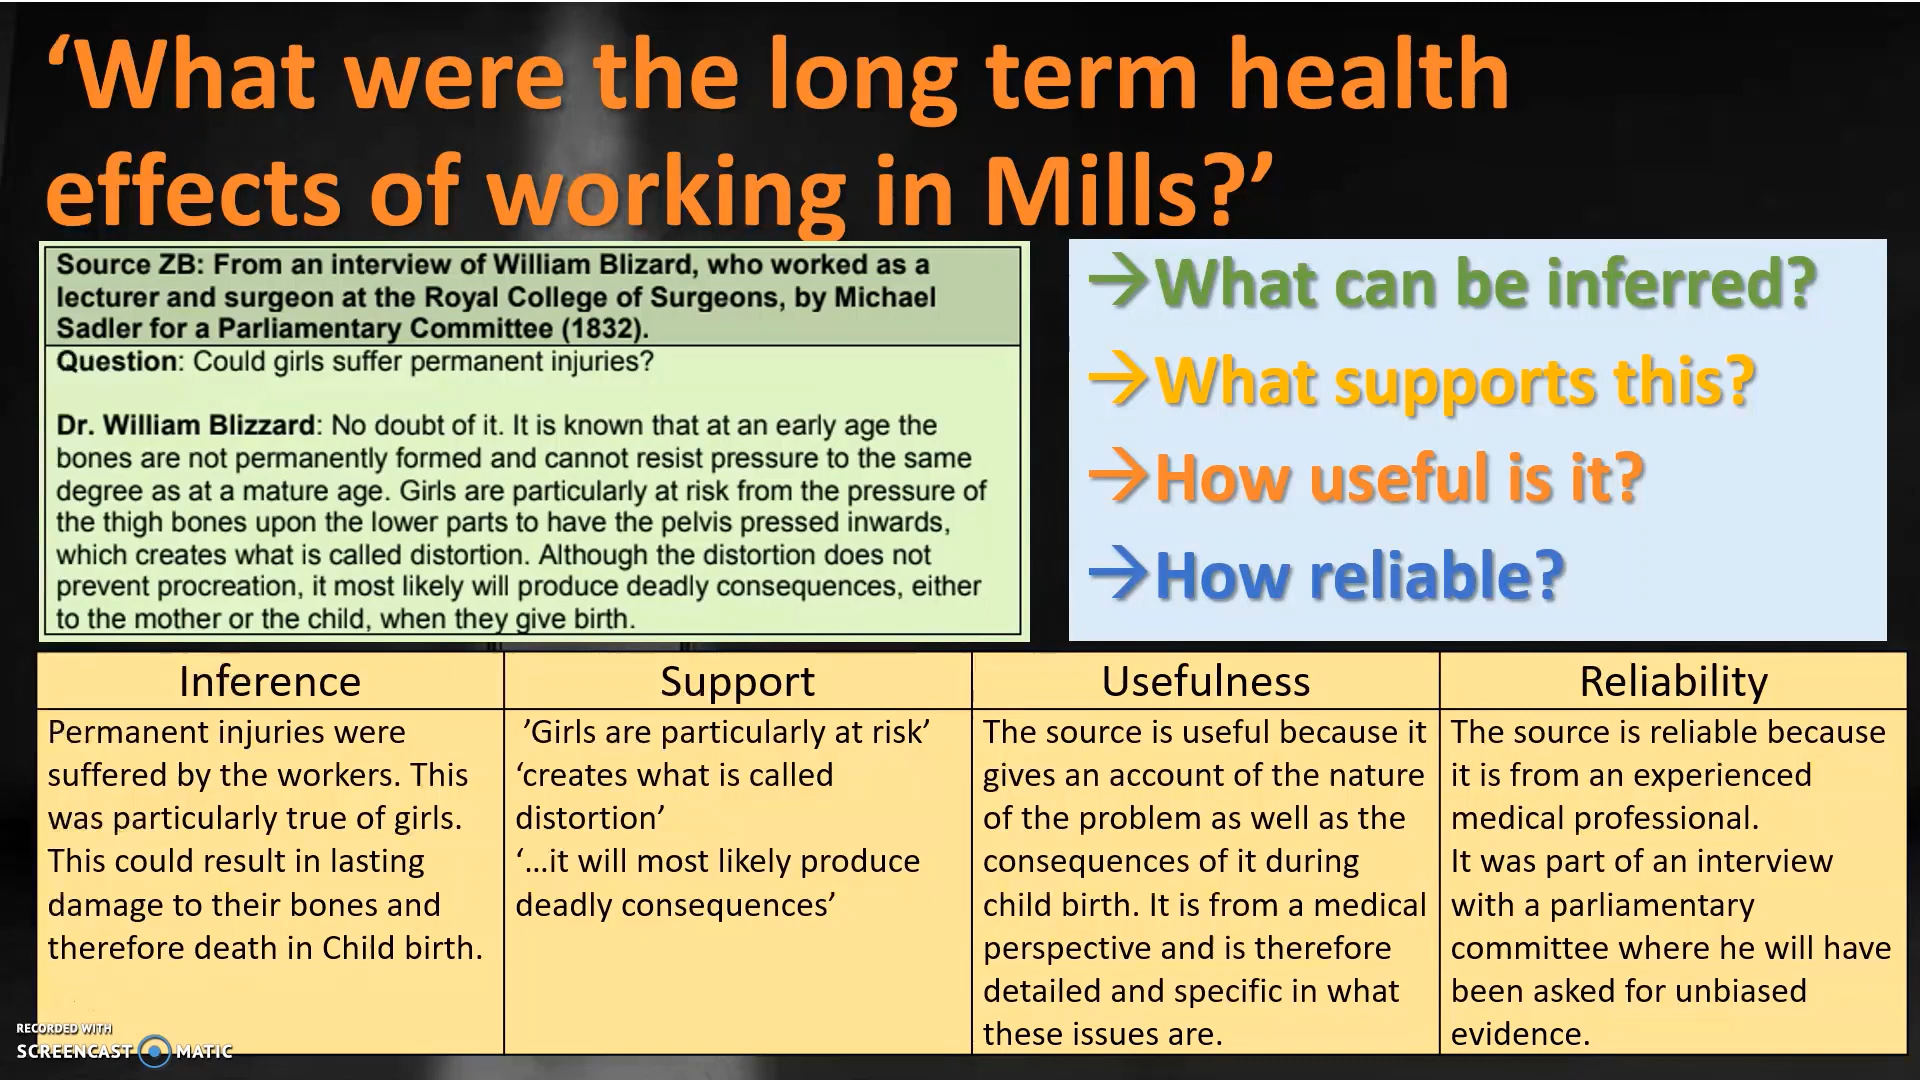 ‘What were the long term health
effects of working in Mills?’
Source ZB: From an interview of William Blizard, who worked as a
lecturer and surgeon at the Royal College of Surgeons, by Michael
Sadler for a Parliamentary Committee (1832).
Question: Could girls suffer permanent injuries?
Dr. William Blizzard: No doubt of it. It is known that at an early age the
bones are not permanently formed and cannot resist pressure to the same
degree as at a mature age. Girls are particularly at risk from the pressure of
the thigh bones upon the lower parts to have the pelvis pressed inwards,
which creates what is called distortion. Although the distortion does not
prevent procreation, it most likely will produce deadly consequences, either
to the mother or the child, when they give birth.
→What can be inferred?
→What supports this?
→How useful is it?
→How reliable?
Inference
Permanent injuries were
suffered by the workers. This
was particularly true of girls.
This could result in lasting
damage to their bones and
therefore death in Child birth.
Support
’Girls are particularly at risk’
‘creates what is called
distortion’
‘…it will most likely produce
deadly consequences’
Usefulness
The source is useful because it
gives an account of the nature
of the problem as well as the
consequences of it during
child birth. It is from a medical
perspective and is therefore
detailed and specific in what
these issues are.
Reliability
The source is reliable because
it is from an experienced
medical professional.
It was part of an interview
with a parliamentary
committee where he will have
been asked for unbiased
evidence.
RECORDED WITH
SCREENCAST MATIC